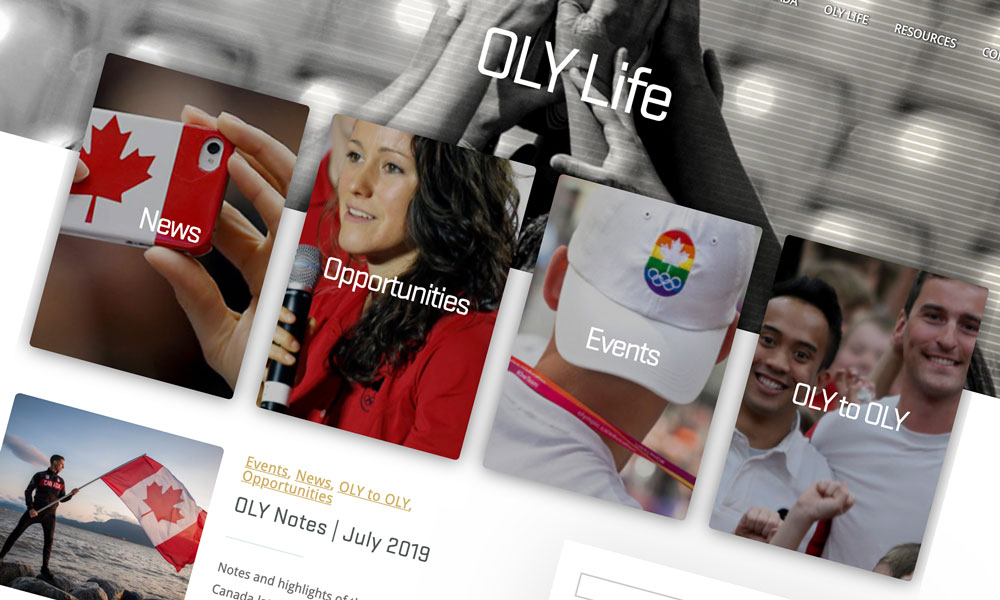 OLY LIFE
RESOURCES
OLY Life
News
Opportunities
Events
OLY to OLY
CANADA
Events, News, OLY to OLY,
Opportunities
OLY Notes | July 2019
Notes and highlights of